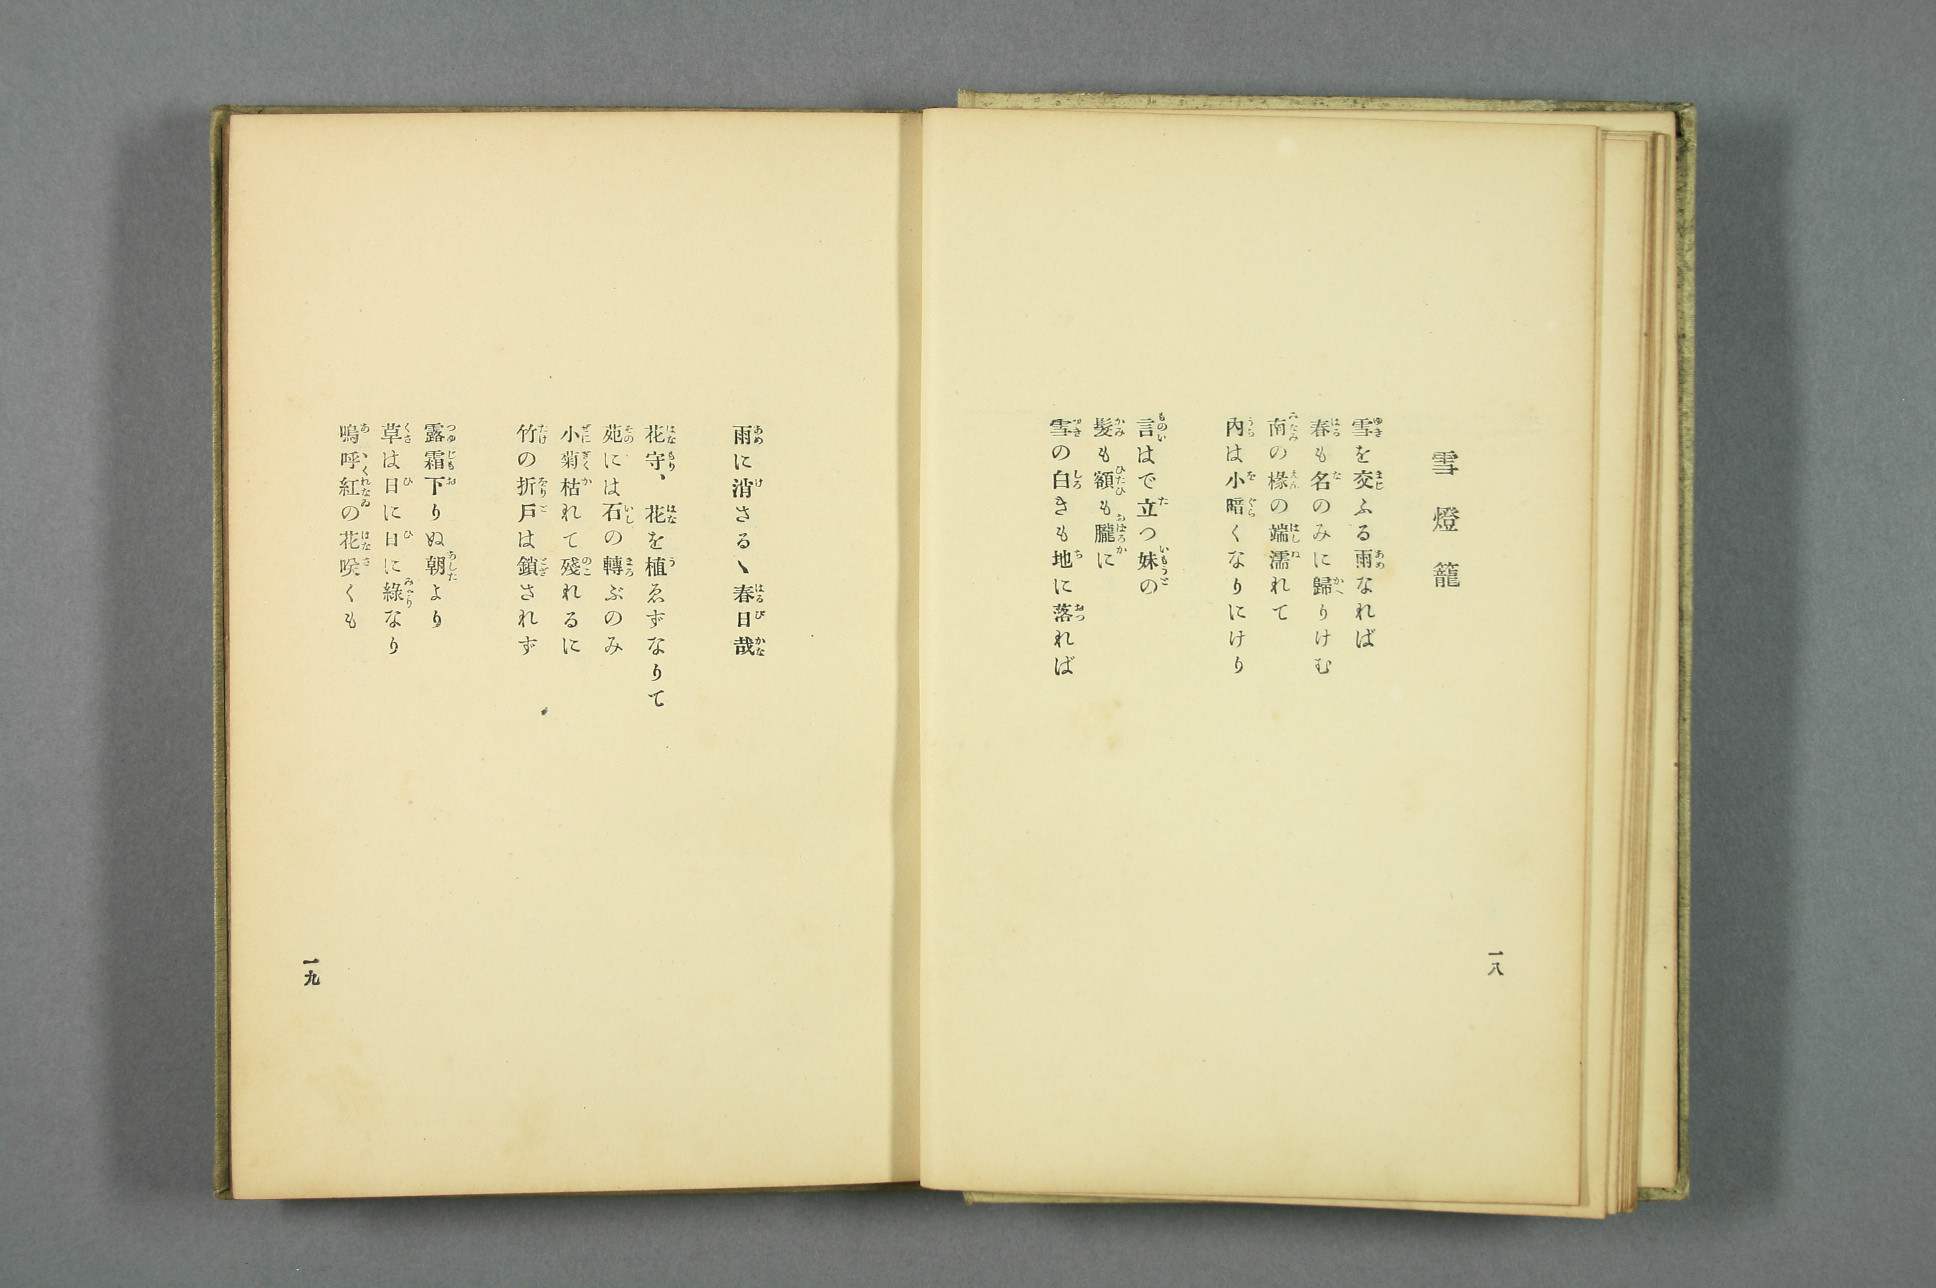 雪燈籠
雪を交ふる雨なれば
春も名のみに歸りけむ
南の椽の端濡れて
內は小暗くなりにけり
言はで立つ妹の
髮も額も朧に
雪の白きも地に落れば
一八
雨に消さるゝ春日哉
花守、花を植ゑずなりて
苑には石の轉ぶのみ
小菊枯れて殘れるに
竹の折戶は鎖されず
露霜下りぬ朝より
草は日に日に綠なり
嗚呼紅の花咲くも
一九